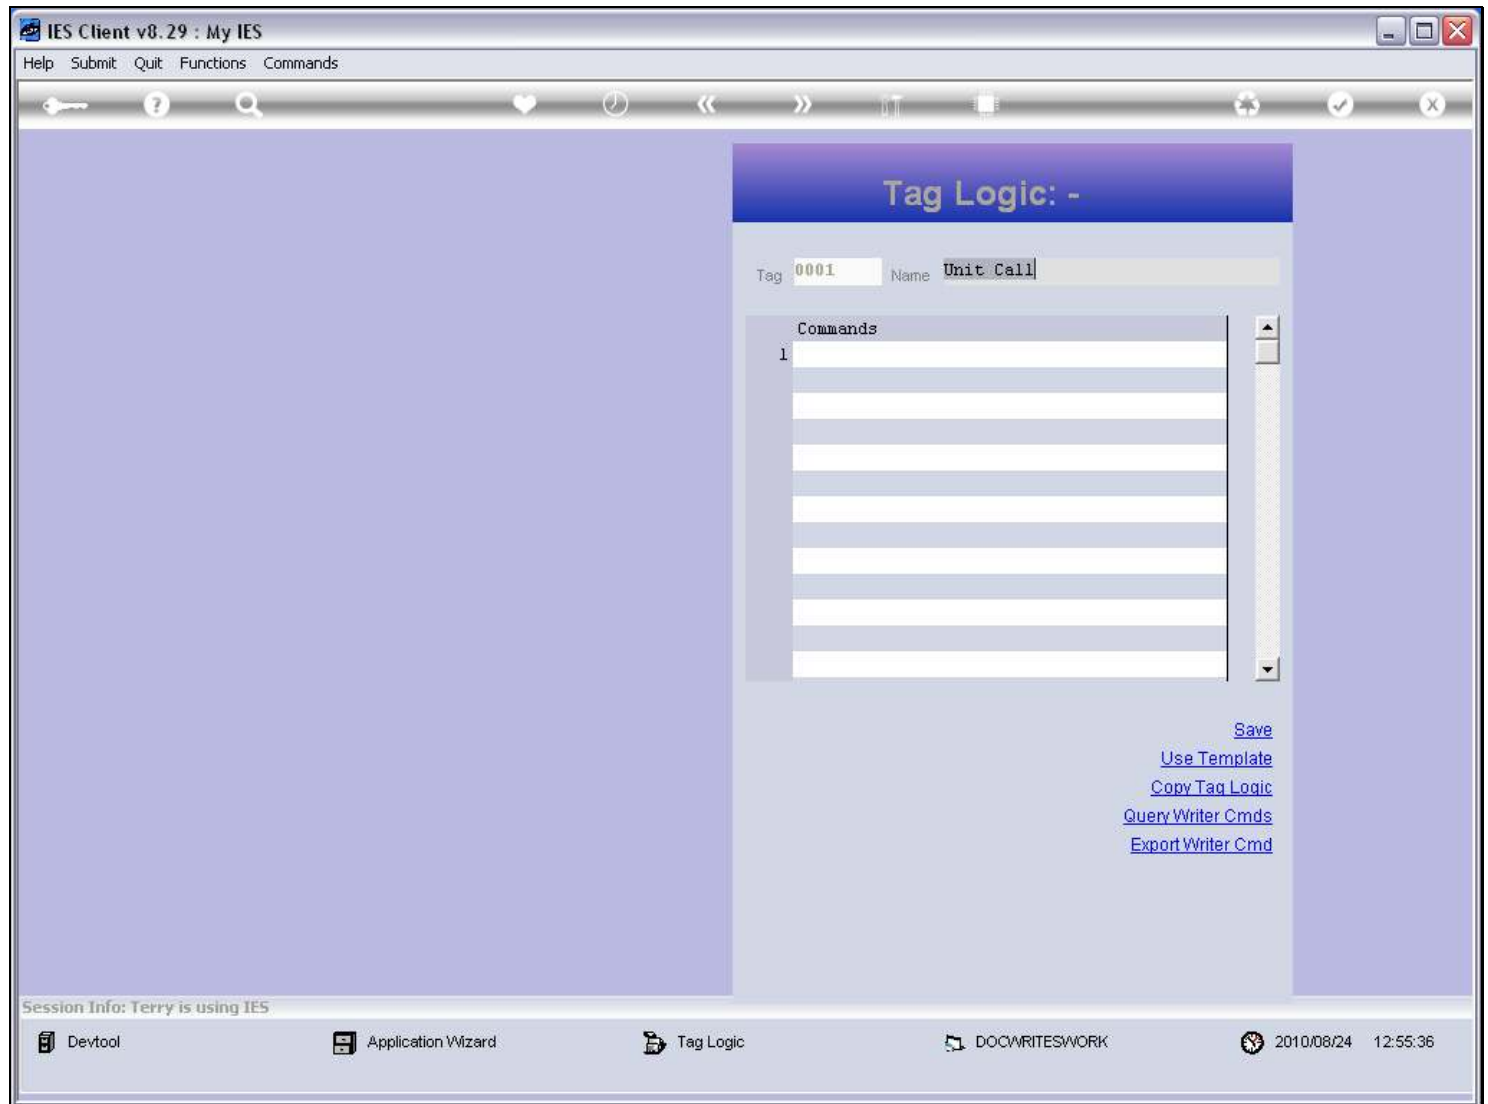 IES Client v8.29 : My IES
Help Submit Quit Functions Commands
Tag Logic: -
Tag 0001 Name Unit Call
Commands
1
Save
Use Template
Copy Tag Logic
Query Writer Cmds
Export Writer Cmd
Session Info: Terry is using IES
Devtool Application Wizard Tag Logic DOCWRITESWORK 2010/08/24 12:55:36